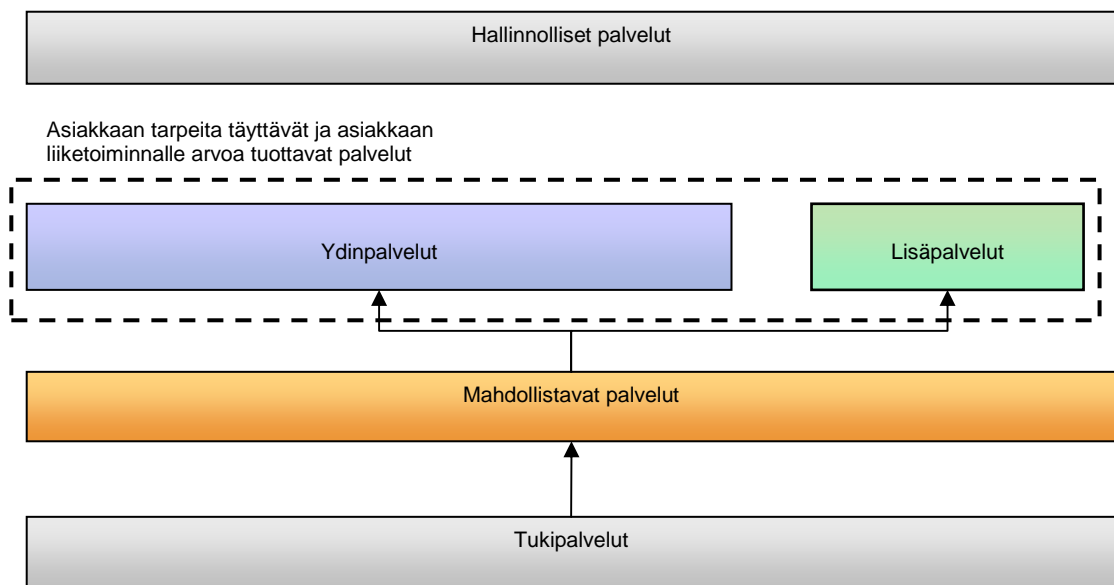 Hallinnolliset palvelut
Asiakkaan tarpeita täyttävät ja asiakkaan
liiketoiminnalle arvoa tuottavat palvelut
Ydinpalvelut
Lisäpalvelut
Mahdollistavat palvelut
Tukipalvelut